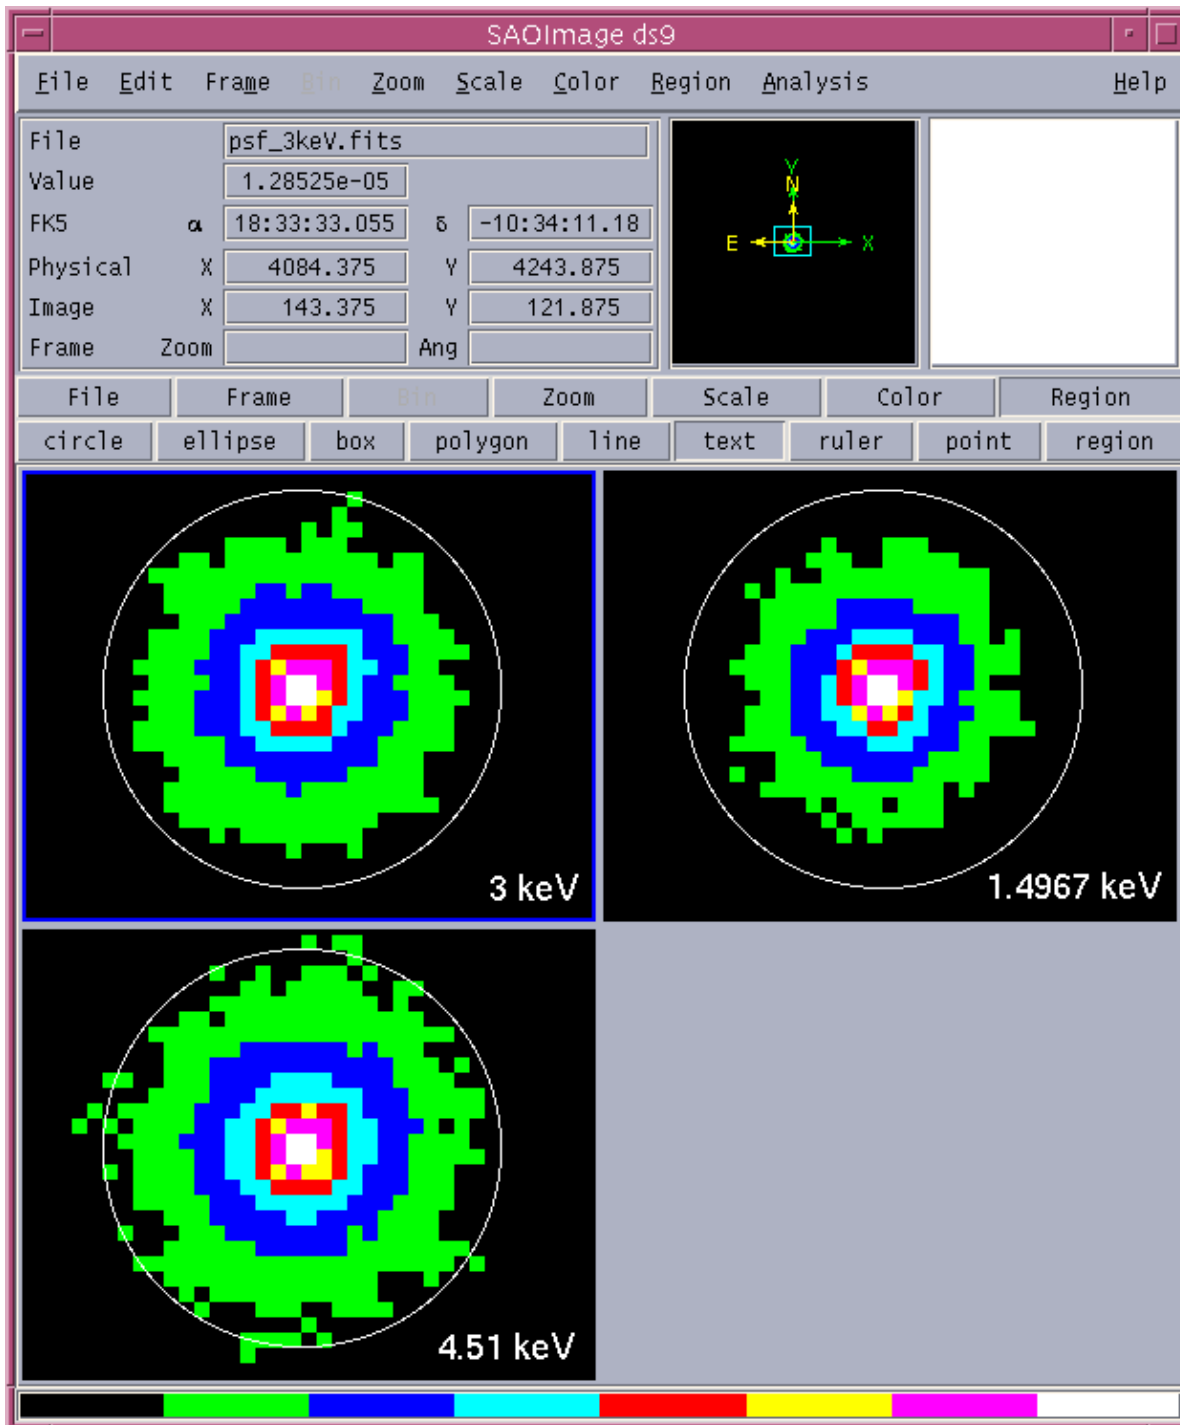 SAOImage ds9
File Edit Frame Bin Zoom Scale Color Region Analysis Help
File psf_3keV.fits
Value 1.28525e-05
FK5 α 18:33:33.055 δ -10:34:11.18
Physical X 4084.375 Y 4243.875
Image X 143.375 Y 121.875
Frame Zoom Ang
Y
N
E X
File Frame Bin Zoom Scale Color Region
circle ellipse box polygon line text ruler point region
3 keV 1.4967 keV
4.51 keV